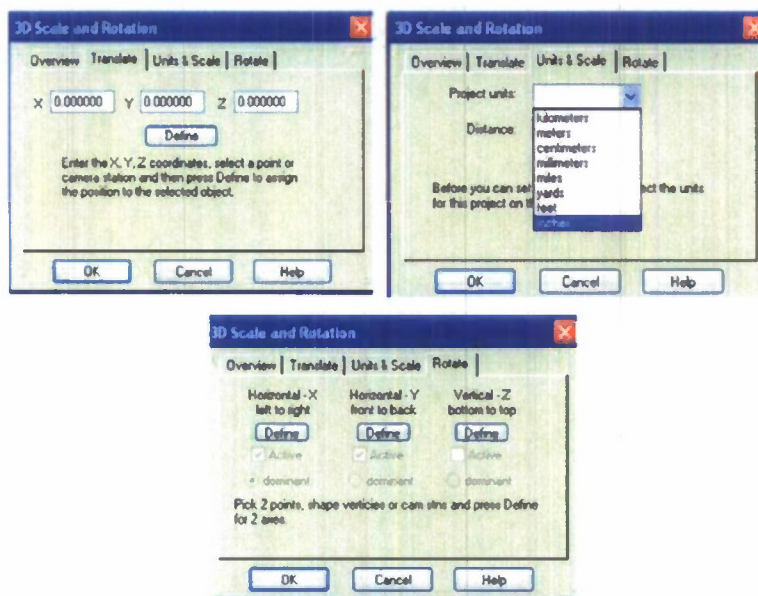 3D Scale and Rotation
Overview Translate Units & Scale Rotate
X 0.000000 Y 0.000000 Z 0.000000
Define
Enter the X, Y, Z coordinates, select a point or
camera station and then press Define to assign
the position to the selected object.
OK Cancel Help
3D Scale and Rotation
Overview Translate Units & Scale Rotate
Project units:
kilometers
meters
centimeters
millimeters
miles
yards
feet
inches
Distance:
Before you can set ect the units
for this project on th
OK Cancel Help
3D Scale and Rotation
Overview Translate Units & Scale Rotate
Horizontal - X Horizontal - Y Vertical - Z
left to right front to back bottom to top
Define Define Define
Active Active Active
dominant dominant dominant
Pick 2 points, shape verticies or cam stns and press Define
for 2 axes.
OK Cancel Help